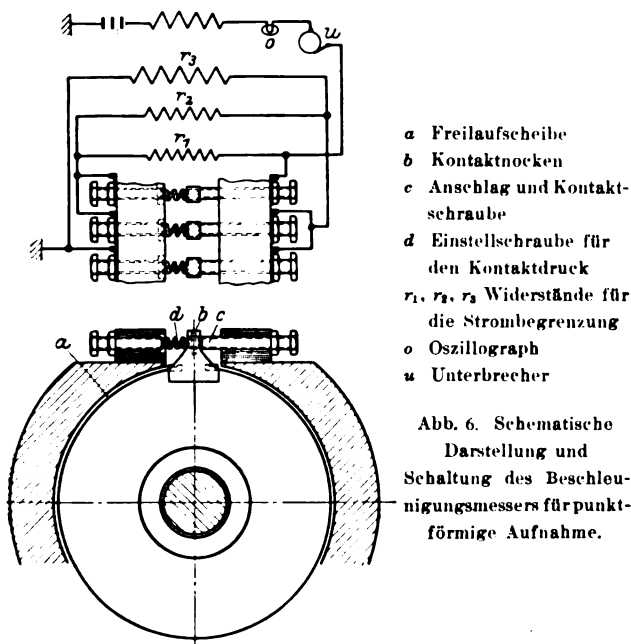 o
u
r₃
r₂
r₁
a
d
b
c
a Freilaufscheibe
b Kontaktnocken
c Anschlag und Kontakt-
schraube
d Einstellschraube für
den Kontaktdruck
r₁, r₂, r₃ Widerstände für
die Strombegrenzung
o Oszillograph
u Unterbrecher
Abb. 6. Schematische
Darstellung und
Schaltung des Beschleu-
nigungsmessers für punkt-
förmige Aufnahme.